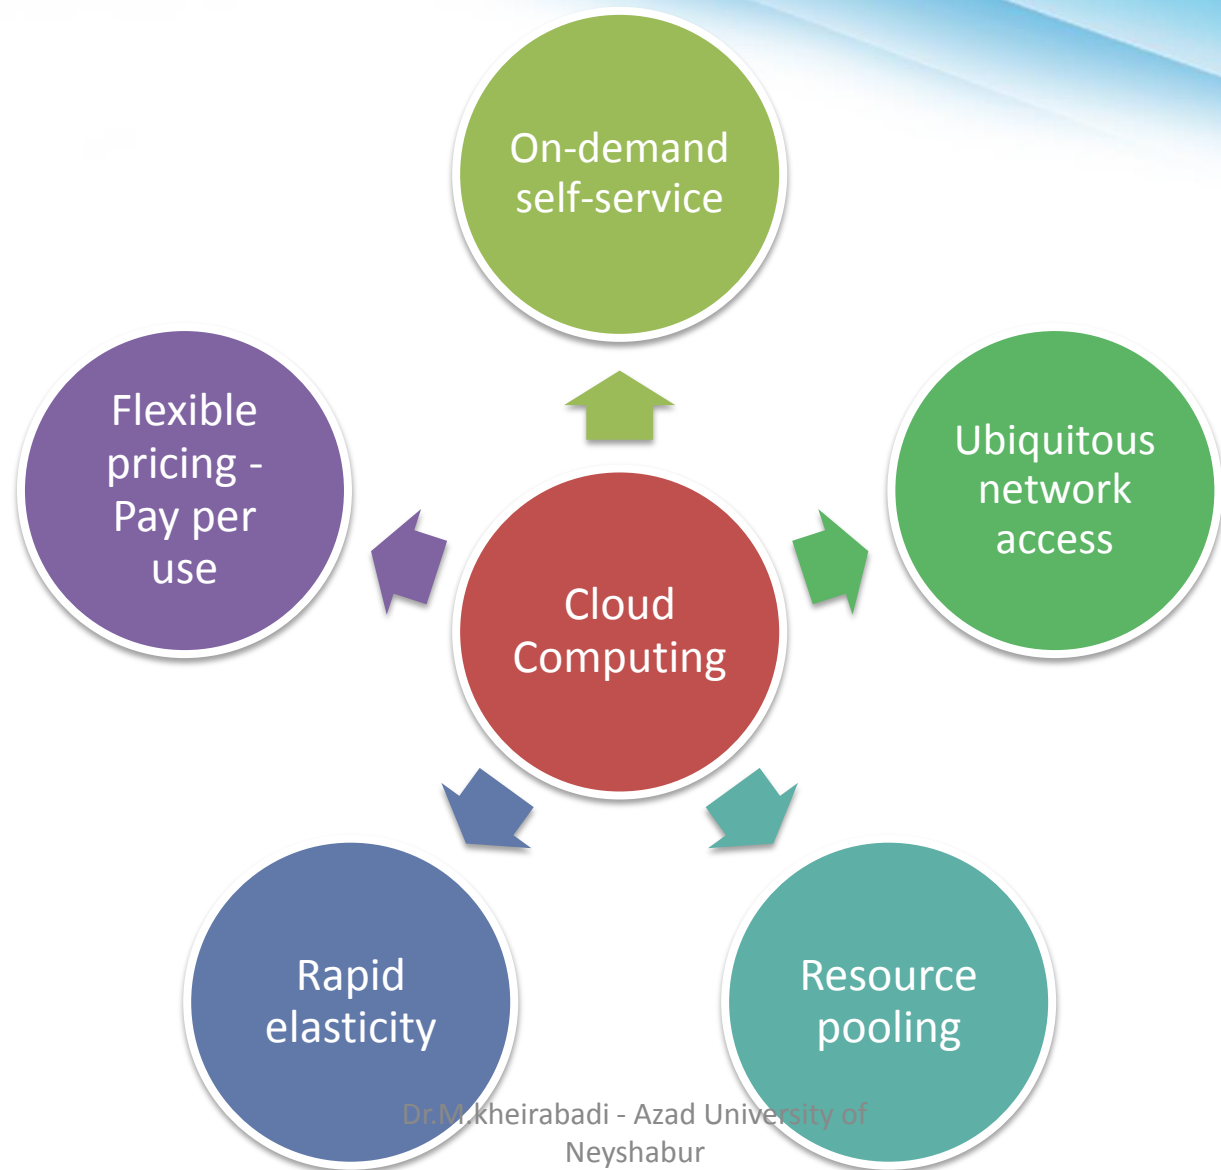 On-demand
self-service
Flexible
pricing -
Pay per
use
Ubiquitous
network
access
Cloud
Computing
Rapid
elasticity
Resource
pooling
Dr.M.kheirabadi - Azad University of
Neyshabur